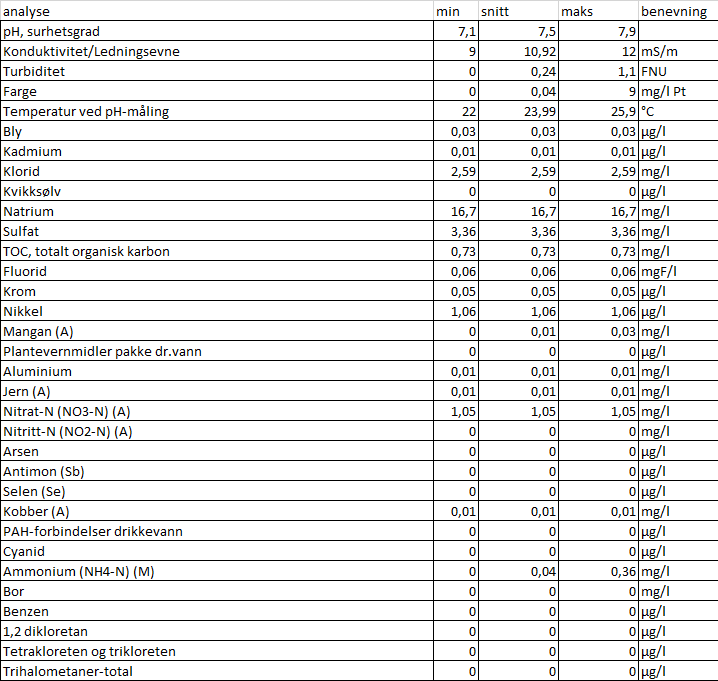 analyse min snitt maks benevning
pH, surhetsgrad 7,1 7,5 7,9
Konduktivitet/Ledningsevne 9 10,92 12 mS/m
Turbiditet 0 0,24 1,1 FNU
Farge 0 0,04 9 mg/l Pt
Temperatur ved pH-måling 22 23,99 25,9 °C
Bly 0,03 0,03 0,03 µg/l
Kadmium 0,01 0,01 0,01 µg/l
Klorid 2,59 2,59 2,59 mg/l
Kvikksølv 0 0 0 µg/l
Natrium 16,7 16,7 16,7 mg/l
Sulfat 3,36 3,36 3,36 mg/l
TOC, totalt organisk karbon 0,73 0,73 0,73 mg/l
Fluorid 0,06 0,06 0,06 mgF/l
Krom 0,05 0,05 0,05 µg/l
Nikkel 1,06 1,06 1,06 µg/l
Mangan (A) 0 0,01 0,03 mg/l
Plantevernmidler pakke dr.vann 0 0 0 µg/l
Aluminium 0,01 0,01 0,01 mg/l
Jern (A) 0,01 0,01 0,01 mg/l
Nitrat-N (NO3-N) (A) 1,05 1,05 1,05 mg/l
Nitritt-N (NO2-N) (A) 0 0 0 mg/l
Arsen 0 0 0 µg/l
Antimon (Sb) 0 0 0 µg/l
Selen (Se) 0 0 0 µg/l
Kobber (A) 0,01 0,01 0,01 mg/l
PAH-forbindelser drikkevann 0 0 0 µg/l
Cyanid 0 0 0 µg/l
Ammonium (NH4-N) (M) 0 0,04 0,36 mg/l
Bor 0 0 0 mg/l
Benzen 0 0 0 µg/l
1,2 dikloretan 0 0 0 µg/l
Tetrakloreten og trikloreten 0 0 0 µg/l
Trihalometaner-total 0 0 0 µg/l